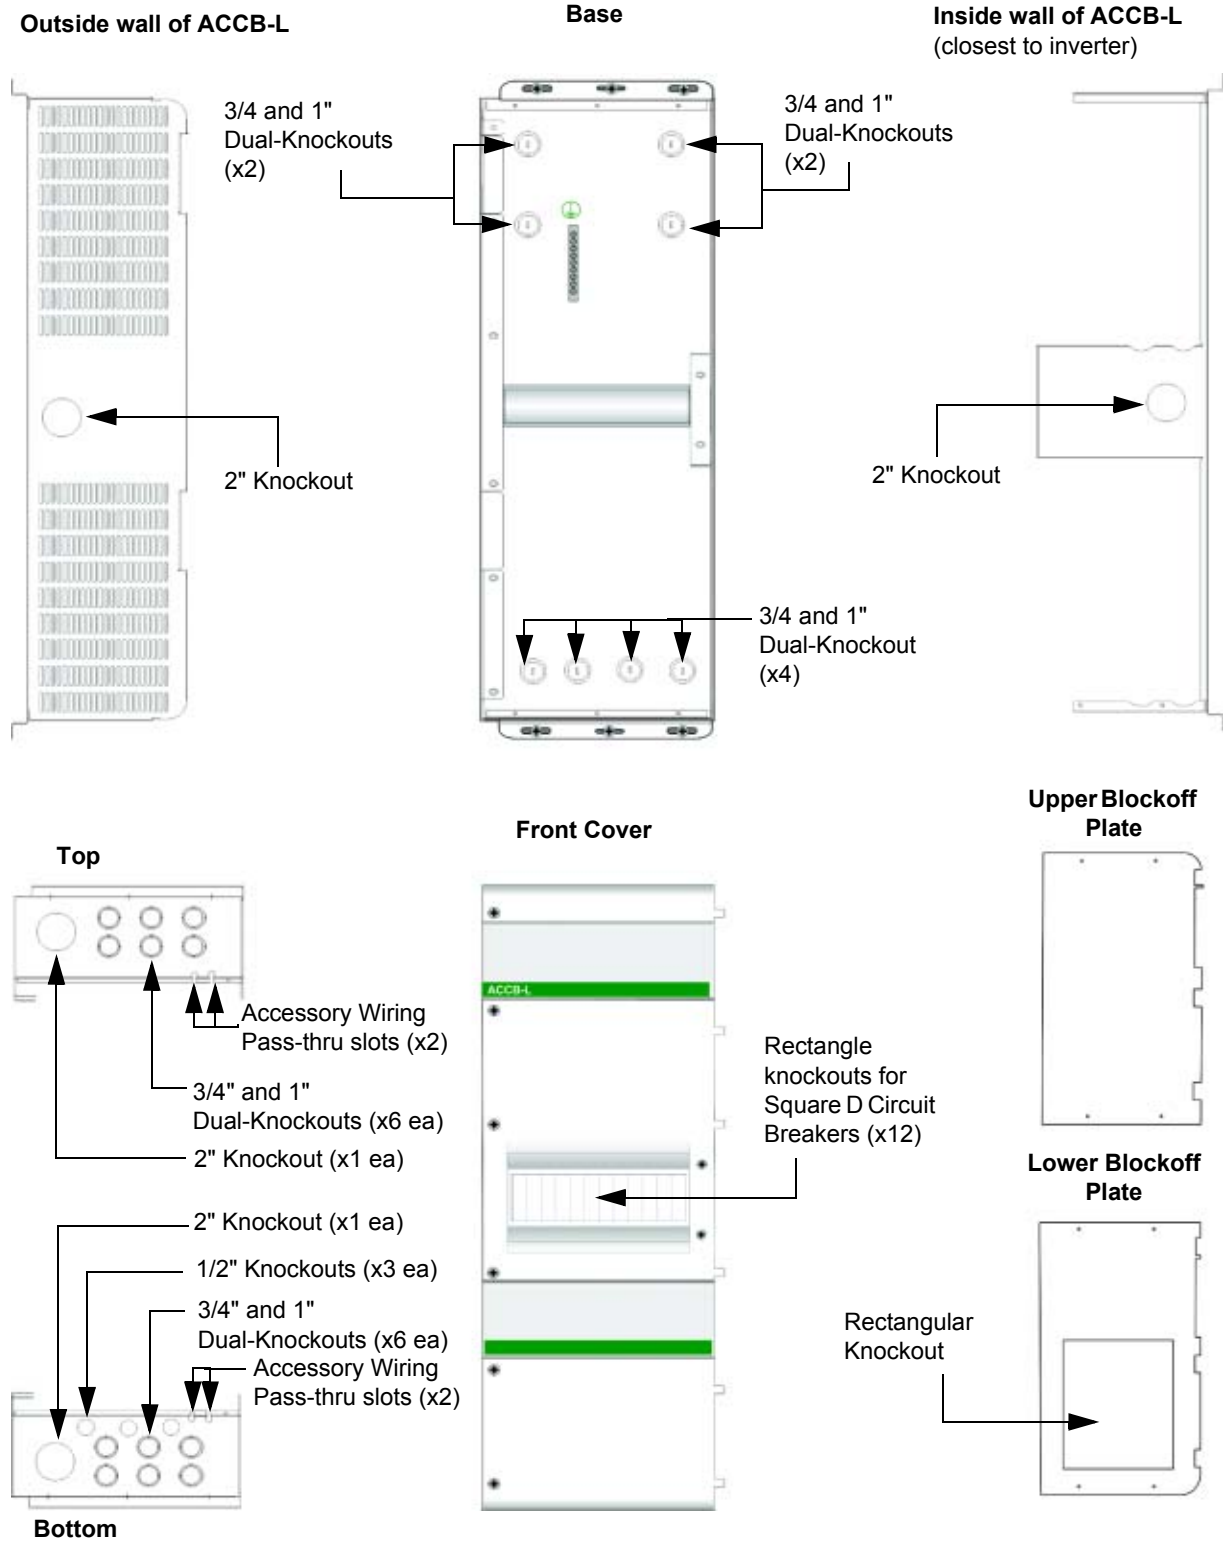 Outside wall of ACCB-L
Base
Inside wall of ACCB-L
(closest to inverter)
3/4 and 1"
Dual-Knockouts
(x2)
3/4 and 1"
Dual-Knockouts
(x2)
2" Knockout
2" Knockout
3/4 and 1"
Dual-Knockout
(x4)
Upper Blockoff
Plate
Front Cover
Top
ACCB-L
Accessory Wiring
Pass-thru slots (x2)
3/4" and 1"
Dual-Knockouts (x6 ea)
2" Knockout (x1 ea)
Rectangle
knockouts for
Square D Circuit
Breakers (x12)
Lower Blockoff
Plate
2" Knockout (x1 ea)
1/2" Knockouts (x3 ea)
3/4" and 1"
Dual-Knockouts (x6 ea)
Accessory Wiring
Pass-thru slots (x2)
Rectangular
Knockout
Bottom